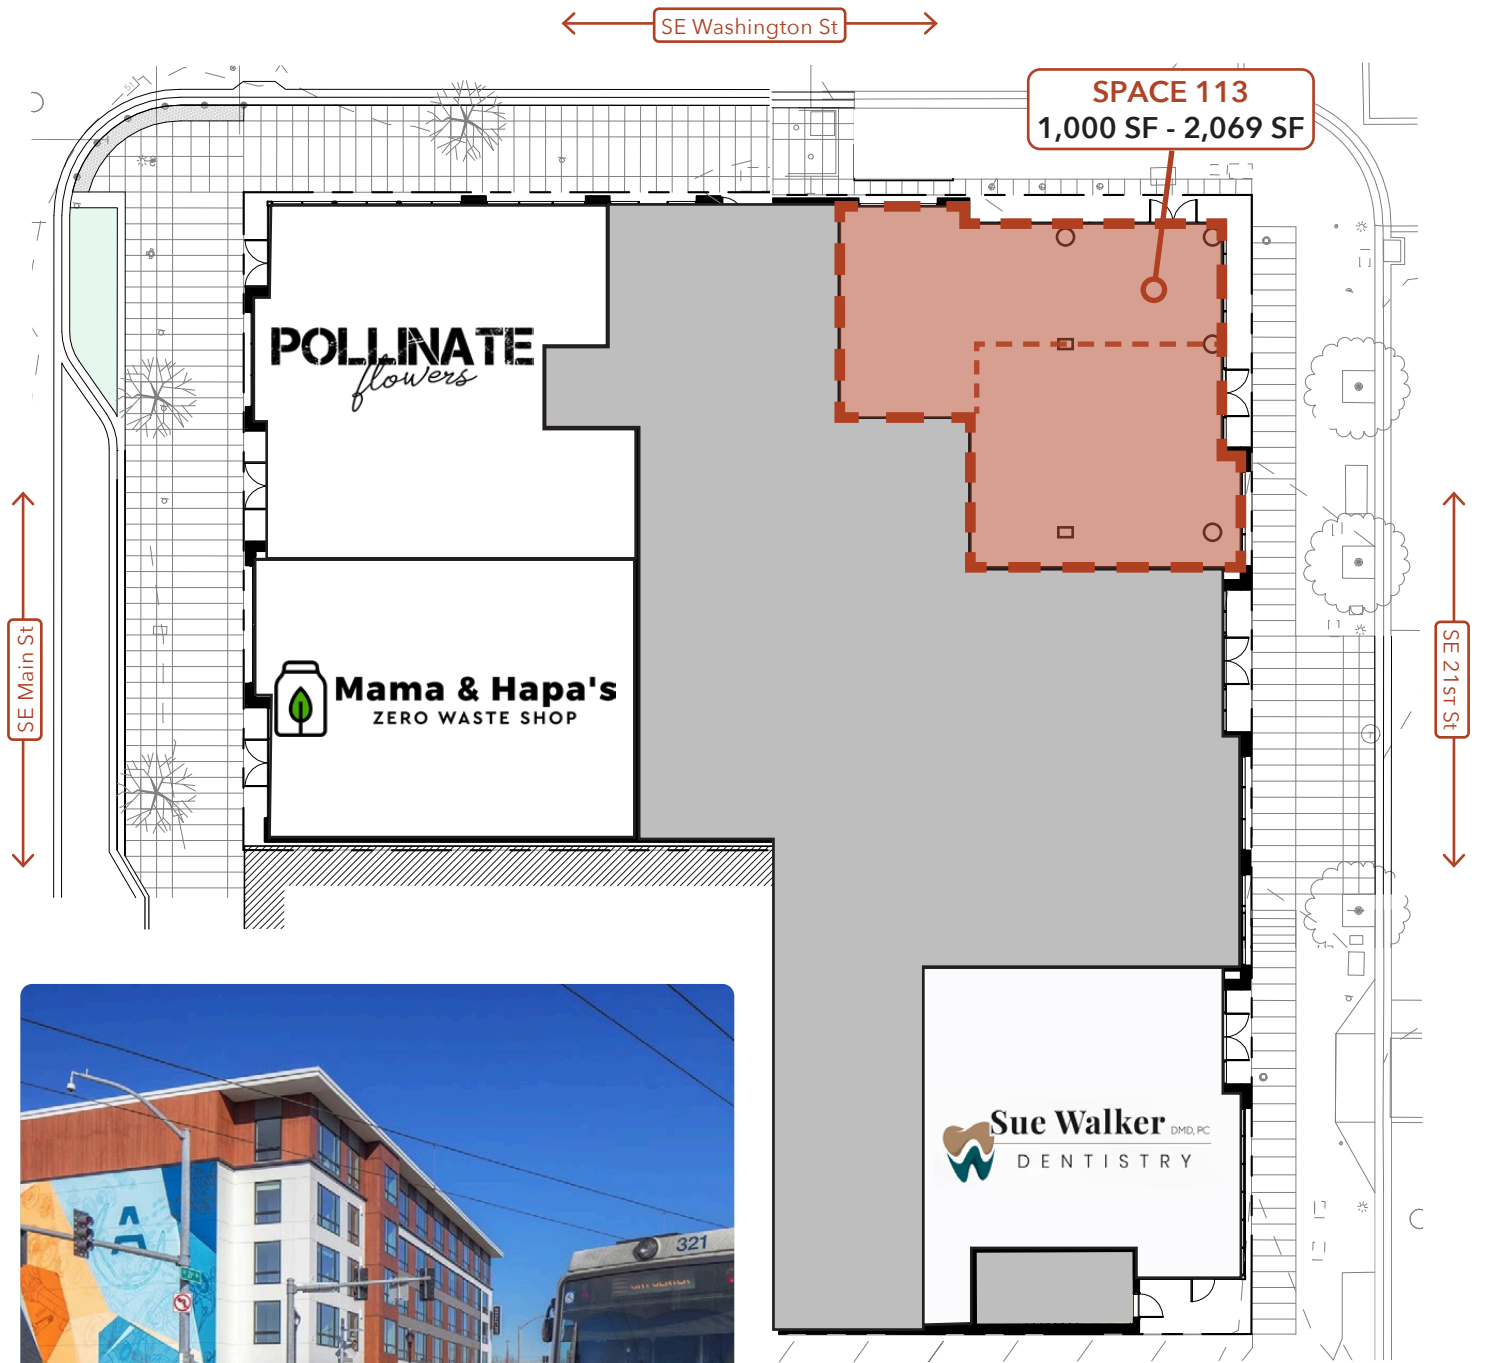 SE Washington St
SPACE 113
1,000 SF - 2,069 SF
POLLINATE
flowers
SE Main St
Mama & Hapa's
ZERO WASTE SHOP
SE 21ST St
Sue Walker DMD, PC
DENTISTRY
321
A